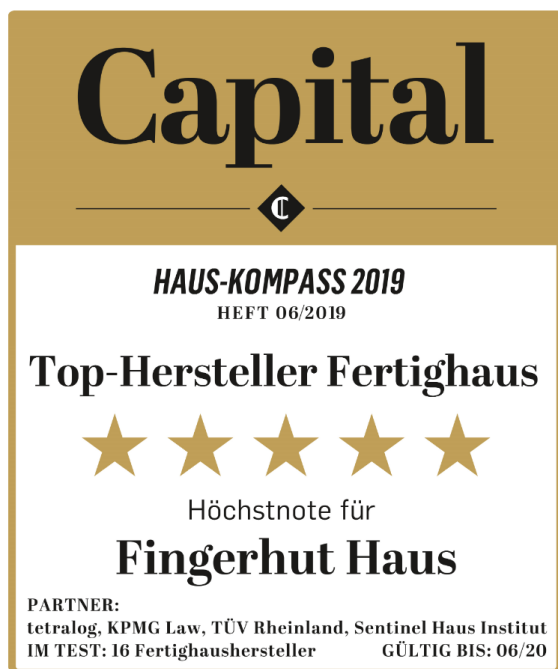 Capital
C
HAUS-KOMPASS 2019
HEFT 06/2019
Top-Hersteller Fertighaus
Höchstnote für
Fingerhut Haus
PARTNER:
tetralog, KPMG Law, TÜV Rheinland, Sentinel Haus Institut
IM TEST: 16 Fertighaushersteller GÜLTIG BIS: 06/20